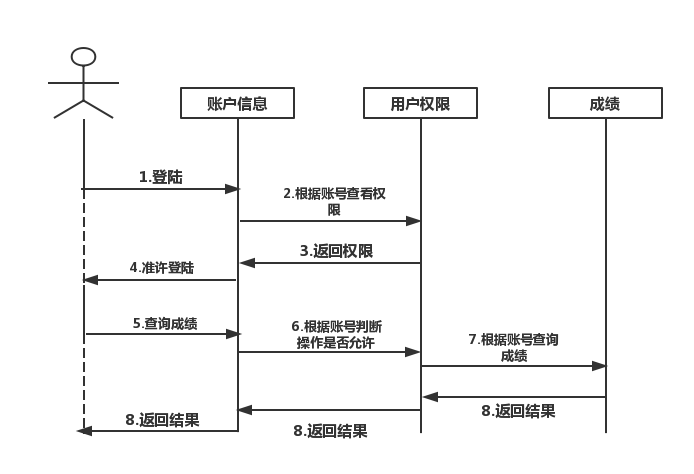 账户信息
用户权限
成绩
1.登陆
2.根据账号查看权
限
3.返回权限
4.准许登陆
5.查询成绩
6.根据账号判断
操作是否允许
7.根据账号查询
成绩
8.返回结果
8.返回结果
8.返回结果